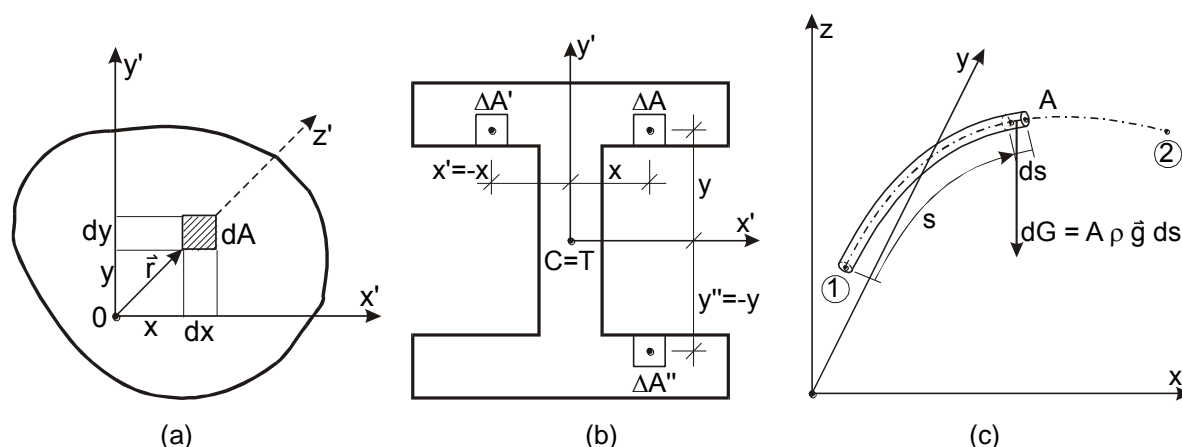 y'
z'
dy
dA
y
r⃗
0
x
dx
x'
(a)
y'
ΔA'
ΔA
x'=-x
x
y
x'
C=T
y''=-y
ΔA''
(b)
z
y
A
2
ds
s
dG = A ρ g⃗ ds
1
x
(c)